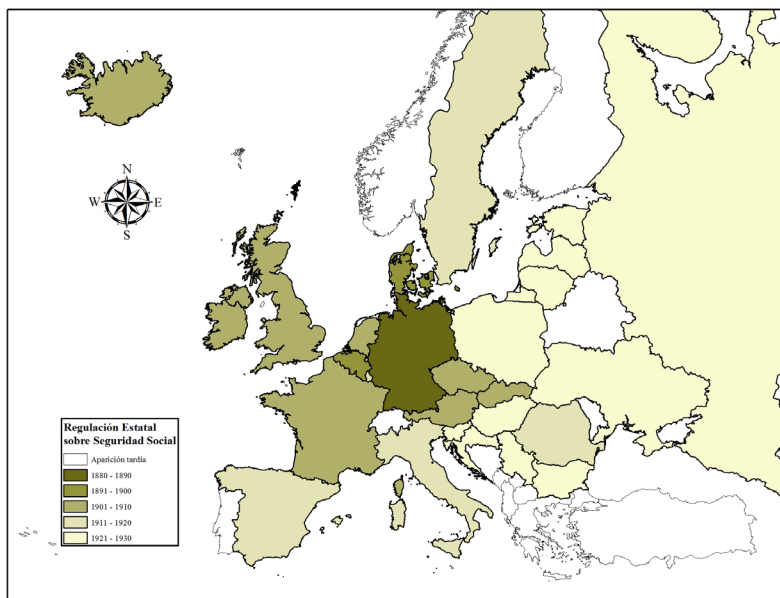 N
W
E
S
Regulación Estatal
sobre Seguridad Social
Aparición tardía
1880 - 1890
1891 - 1900
1901 - 1910
1911 - 1920
1921 - 1930